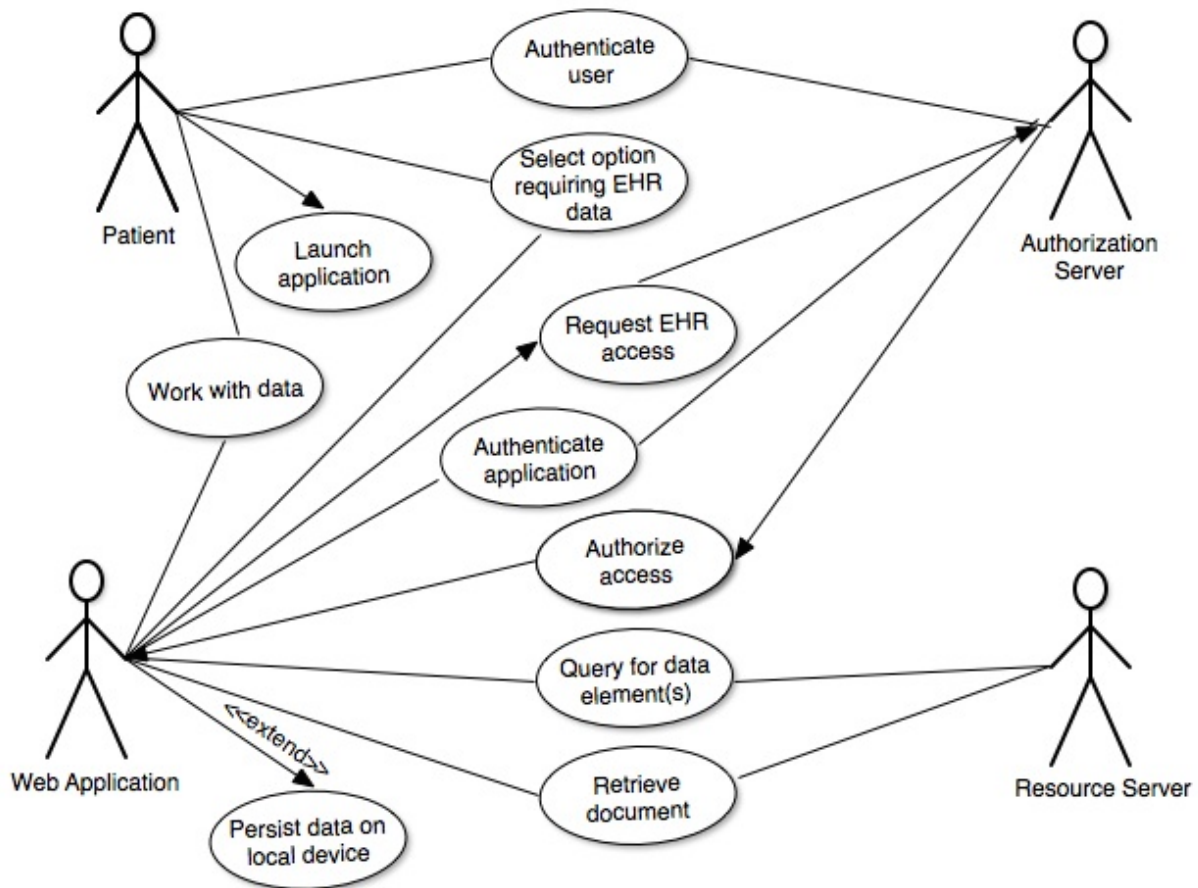 Authenticate
user
Select option
requiring EHR
data
Patient
Launch
application
Authorization
Server
Request EHR
access
Work with data
Authenticate
application
Authorize
access
Query for data
element(s)
<<extend>>
Web Application
Retrieve
document
Resource Server
Persist data on
local device